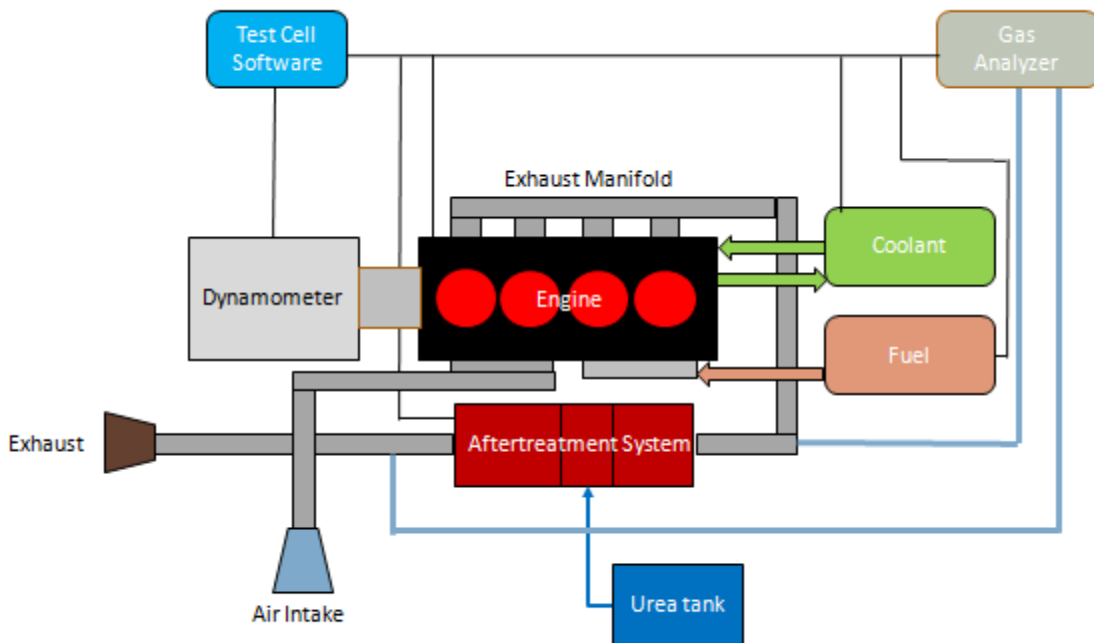 Test Cell
Software
Gas
Analyzer
Exhaust Manifold
Coolant
Dynamometer
Engine
Fuel
Exhaust
Aftertreatment System
Air Intake
Urea tank